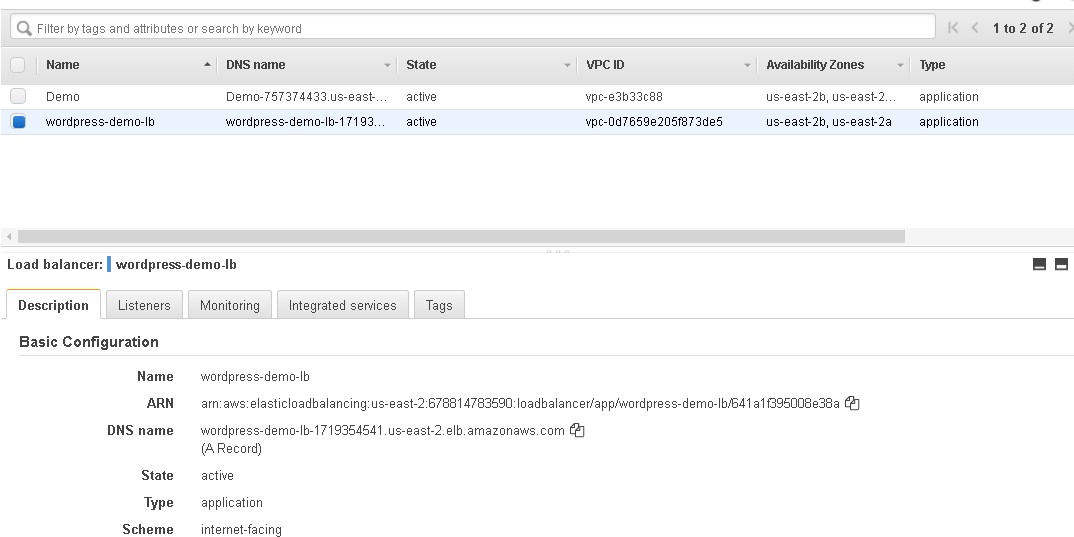 Filter by tags and attributes or search by keyword
1 to 2 of 2
Name DNS name State VPC ID Availability Zones Type
Demo Demo-757374433.us-east-... active vpc-e3b33c88 us-east-2b, us-east-2... application
wordpress-demo-lb wordpress-demo-lb-17193... active vpc-0d7659e205f873de5 us-east-2b, us-east-2a application
Load balancer: wordpress-demo-lb
Description Listeners Monitoring Integrated services Tags
Basic Configuration
Name wordpress-demo-lb
ARN arn:aws:elasticloadbalancing:us-east-2:678814783590:loadbalancer/app/wordpress-demo-lb/641a1f395008e38a
DNS name wordpress-demo-lb-1719354541.us-east-2.elb.amazonaws.com
(A Record)
State active
Type application
Scheme internet-facing